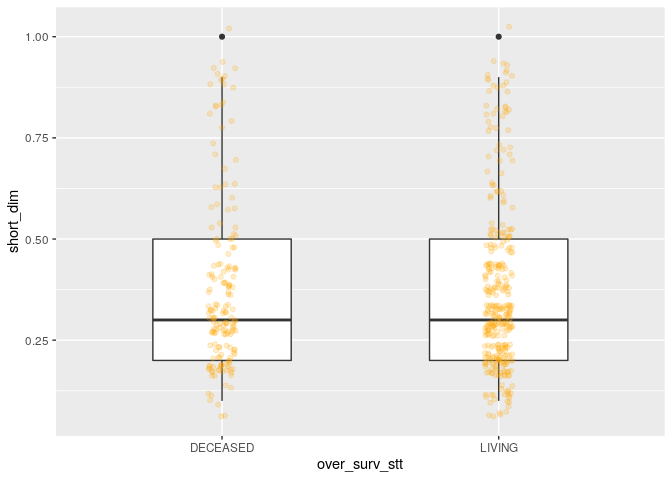 1.00
0.75
0.50
0.25
short_dim
DECEASED
LIVING
over_surv_stt